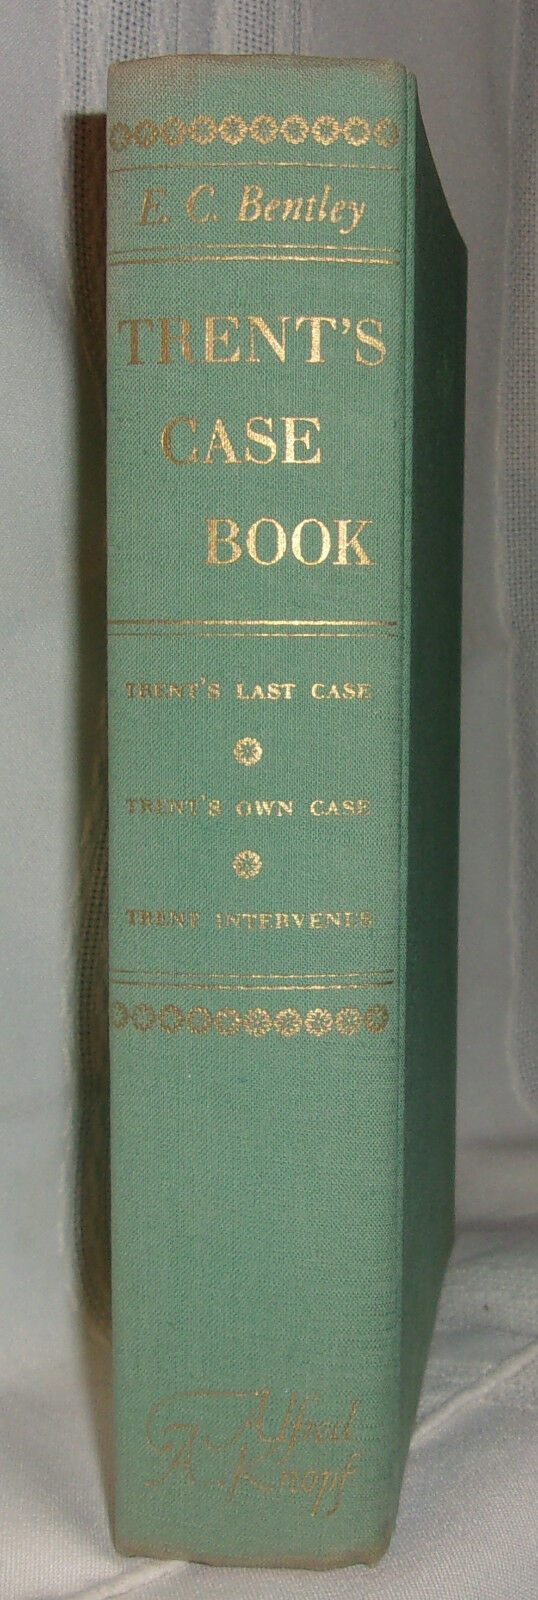 E. C. Bentley
TRENT'S
CASE
BOOK
TRENT'S LAST CASE
TRENT'S OWN CASE
TRENT INTERVENES
Alfred
A Knopf